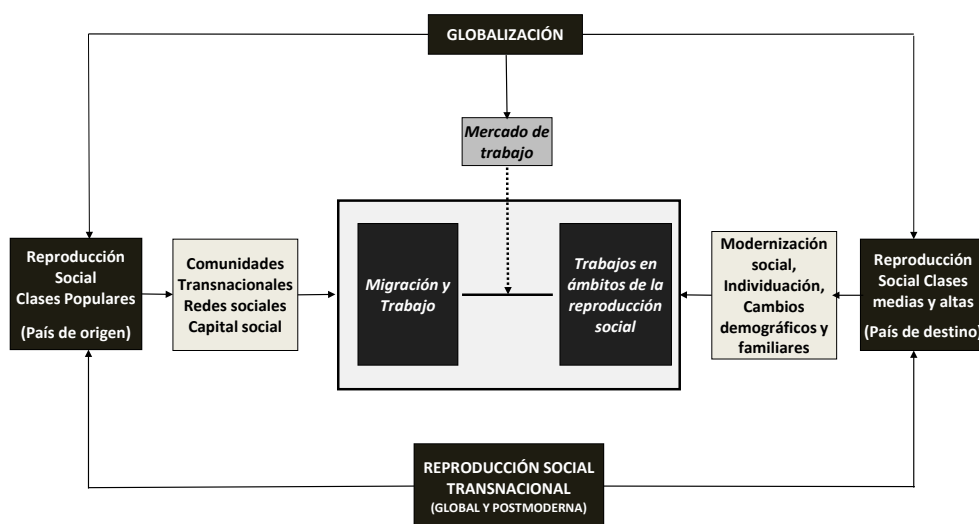 GLOBALIZACIÓN
Mercado de
trabajo
Reproducción
Social
Clases Populares
(País de origen)
Comunidades
Transnacionales
Redes sociales
Capital social
Migración y
Trabajo
Trabajos en
ámbitos de la
reproducción
social)
Modernización
social,
Individuación,
Cambios
demográficos y
familiares
Reproducción
Social Clases
medias y altas
(País de destino)
REPRODUCCIÓN SOCIAL
TRANSNACIONAL
(GLOBAL Y POSTMODERNA)